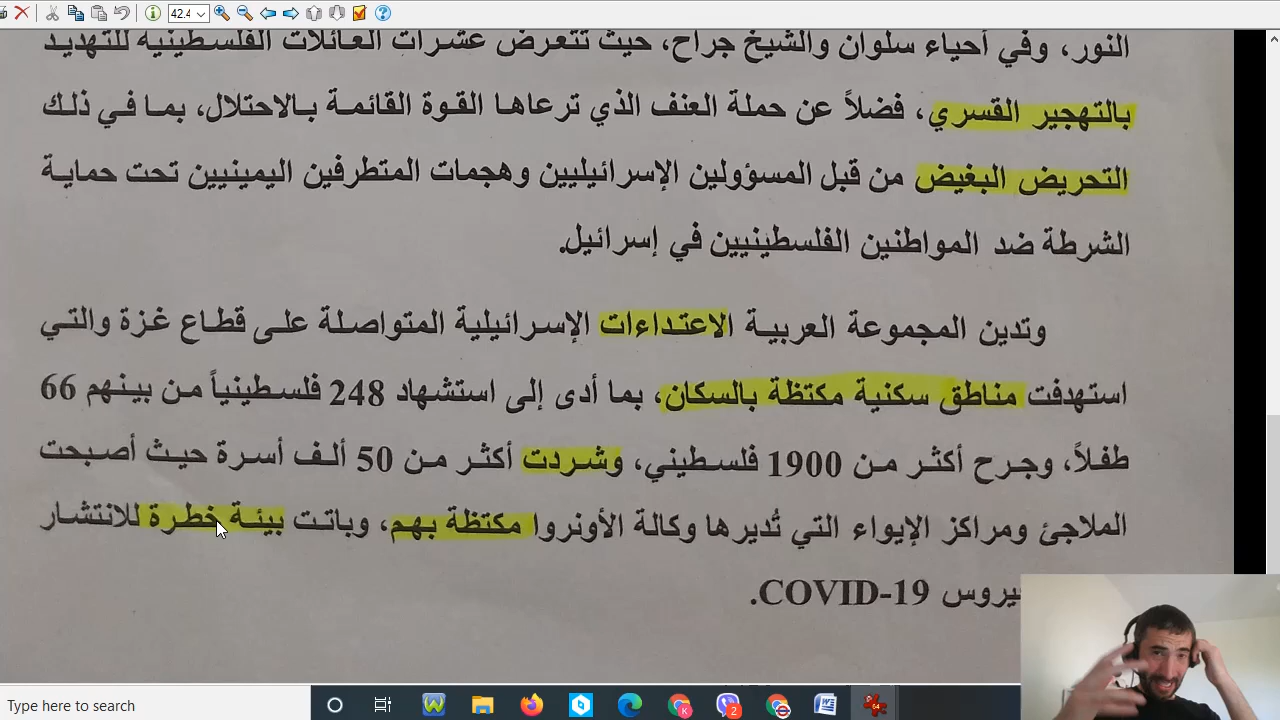 42.4
النور، وفي أحياء سلوان والشيخ جراح، حيث تتعرض عشرات العائلات الفلسطينية للتهديد
بالتهجير القسري، فضلاً عن حملة العنف الذي ترعاها القوة القائمة بالاحتلال، بما في ذلك
التحريض البغيض من قبل المسؤولين الإسرائيليين وهجمات المتطرفين اليمينيين تحت حماية
الشرطة ضد المواطنين الفلسطينيين في إسرائيل.
وتدين المجموعة العربية الاعتداءات الإسرائيلية المتواصلة على قطاع غزة والتي
استهدفت مناطق سكنية مكتظة بالسكان، بما أدى إلى استشهاد 248 فلسطينياً من بينهم 66
طفلاً، وجرح أكثر من 1900 فلسطيني، وشردت أكثر من 50 ألف أسرة حيث أصبحت
الملاجئ ومراكز الإيواء التي تُديرها وكالة الأونروا مكتظة بهم، وباتت بيئة خطرة للانتشار
يروس COVID-19.
Type here to search
K
2
64